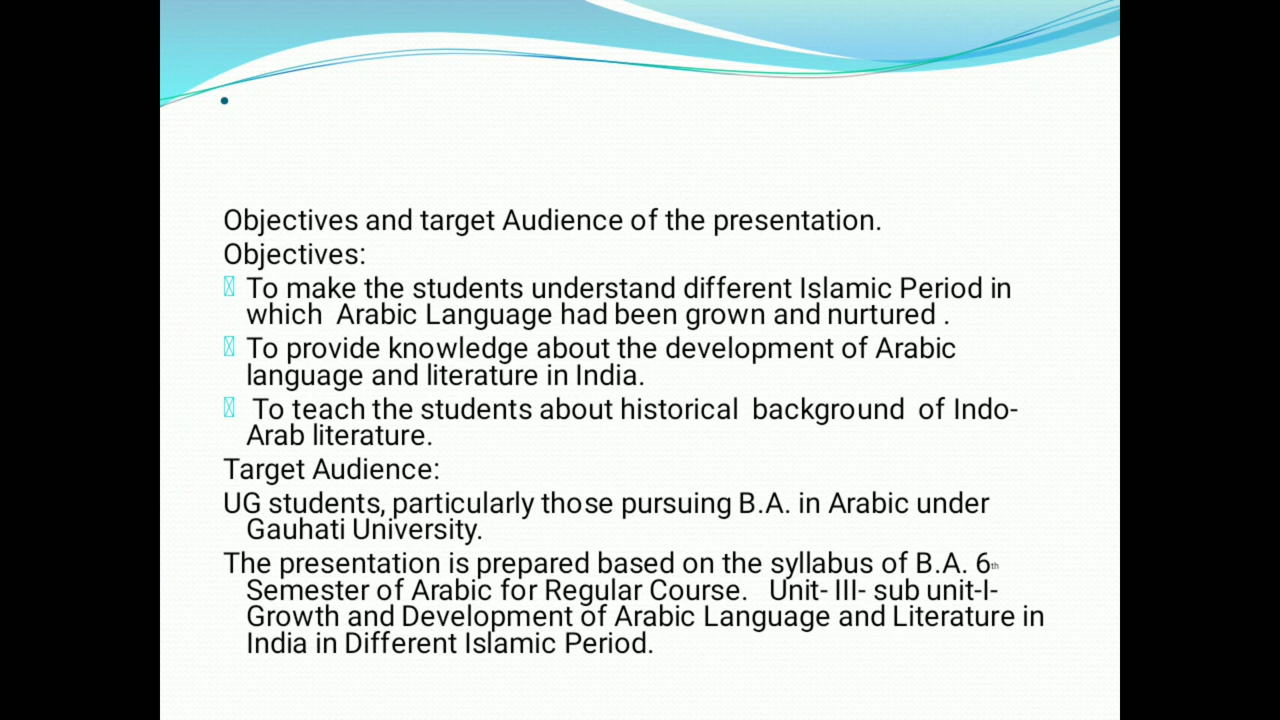 Objectives and target Audience of the presentation.
Objectives:
To make the students understand different Islamic Period in
which Arabic Language had been grown and nurtured .
To provide knowledge about the development of Arabic
language and literature in India.
To teach the students about historical background of Indo-
Arab literature.
Target Audience:
UG students, particularly those pursuing B.A. in Arabic under
Gauhati University.
The presentation is prepared based on the syllabus of B.A. 6th
Semester of Arabic for Regular Course. Unit- III- sub unit-I-
Growth and Development of Arabic Language and Literature in
India in Different Islamic Period.